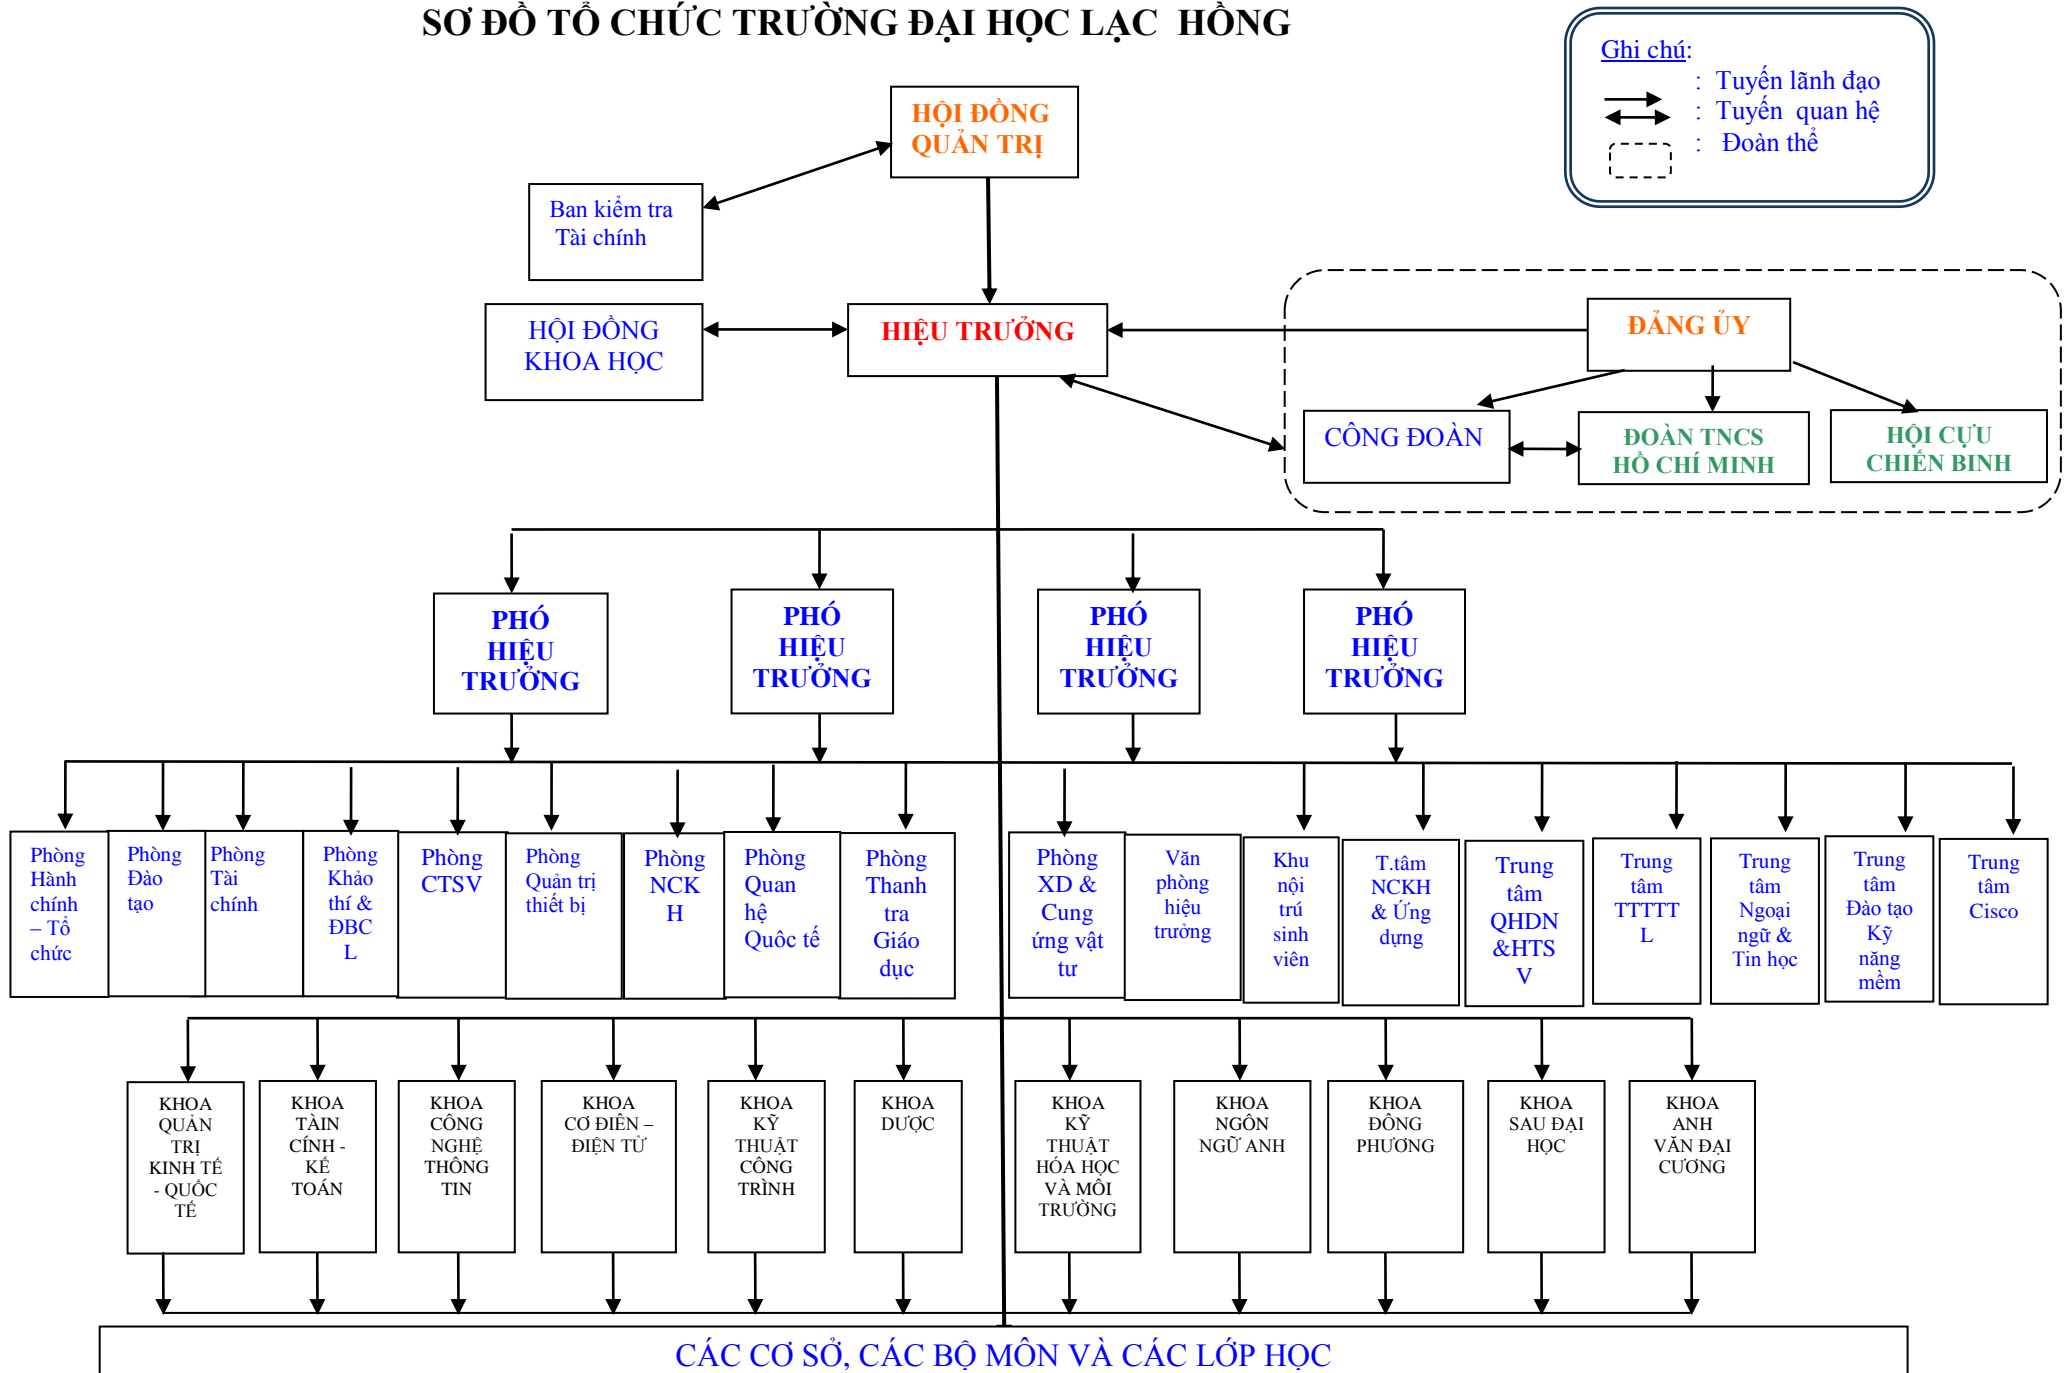 SƠ ĐỒ TỔ CHỨC TRƯỜNG ĐẠI HỌC LẠC HỒNG
Ghi chú:
: Tuyến lãnh đạo
: Tuyến quan hệ
: Đoàn thể
HỘI ĐỒNG
QUẢN TRỊ
Ban kiểm tra
Tài chính
HỘI ĐỒNG
KHOA HỌC
HIỆU TRƯỞNG
ĐẢNG ỦY
CÔNG ĐOÀN
ĐOÀN TNCS
HỒ CHÍ MINH
HỘI CỰU
CHIẾN BINH
PHÓ
HIỆU
TRƯỞNG
PHÓ
HIỆU
TRƯỞNG
PHÓ
HIỆU
TRƯỞNG
PHÓ
HIỆU
TRƯỞNG
Phòng
Hành
chính
– Tổ
chức
Phòng
Đào
tạo
Phòng
Tài
chính
Phòng
Khảo
thí &
ĐBC
L
Phòng
CTSV
Phòng
Quản trị
thiết bị
Phòng
NCK
H
Phòng
Quan
hệ
Quôc tế
Phòng
Thanh
tra
Giáo
dục
Phòng
XD &
Cung
ứng vật
tư
Văn
phòng
hiệu
trưởng
Khu
nội
trú
sinh
viên
T.tâm
NCKH
& Ứng
dụng
Trung
tâm
QHDN
&HTS
V
Trung
tâm
TTTTT
L
Trung
tâm
Ngoại
ngữ &
Tin học
Trung
tâm
Đào tạo
Kỹ
năng
mềm
Trung
tâm
Cisco
KHOA
QUẢN
TRỊ
KINH TẾ
- QUỐC
TẾ
KHOA
TÀIN
CÍNH -
KẾ
TOÁN
KHOA
CÔNG
NGHỆ
THÔNG
TIN
KHOA
CƠ ĐIÊN –
ĐIỆN TỬ
KHOA
KỸ
THUẬT
CÔNG
TRÌNH
KHOA
DƯỢC
KHOA
KỸ
THUẬT
HÓA HỌC
VÀ MÔI
TRƯỜNG
KHOA
NGÔN
NGỮ ANH
KHOA
ĐÔNG
PHƯƠNG
KHOA
SAU ĐẠI
HỌC
KHOA
ANH
VĂN ĐẠI
CƯƠNG
CÁC CƠ SỞ, CÁC BỘ MÔN VÀ CÁC LỚP HỌC